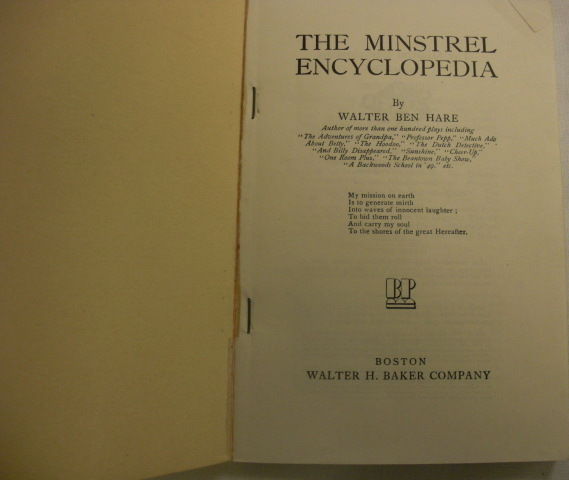 THE MINSTREL
ENCYCLOPEDIA
By
WALTER BEN HARE
Author of more than one hundred plays including
"The Adventures of Grandpa," "Professor Pepp," "Much Ado
About Betty," "The Hoodoo," "The Dutch Detective,"
"And Billy Disappeared," "Sunshine," "Cheer-Up,"
"One Room Plus," "The Beantown Baby Show,"
"A Backwoods School in '49," etc.
My mission on earth
Is to generate mirth
Into waves of innocent laughter;
To bid them roll
And carry my soul
To the shores of the great Hereafter.
BP
BOSTON
WALTER H. BAKER COMPANY